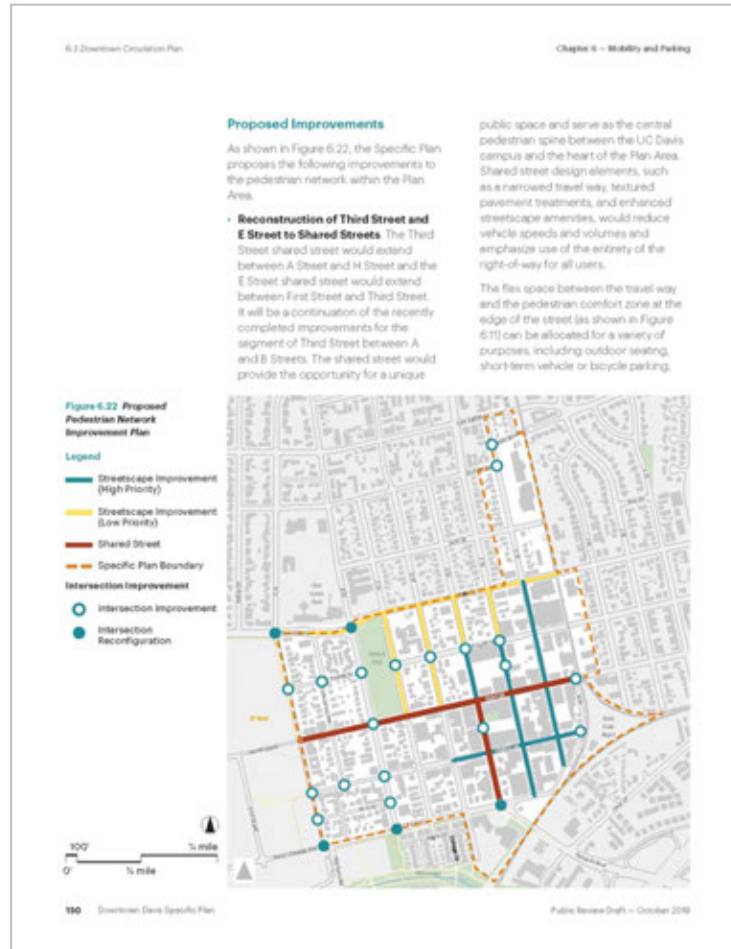 6.3 Downtown Circulation Plan
Chapter 6 — Mobility and Parking
Proposed Improvements
As shown in Figure 6.22, the Specific Plan
proposes the following improvements to
the pedestrian network within the Plan
Area.
• Reconstruction of Third Street and
E Street to Shared Streets. The Third
Street shared street would extend
between A Street and H Street and the
E Street shared street would extend
between First Street and Third Street.
It will be a continuation of the recently
completed improvements for the
segment of Third Street between A
and B Streets. The shared street would
provide the opportunity for a unique
public space and serve as the central
pedestrian spine between the UC Davis
campus and the heart of the Plan Area.
Shared street design elements, such
as a narrowed travel way, textured
pavement treatments, and enhanced
streetscape amenities, would reduce
vehicle speeds and volumes and
emphasize use of the entirety of the
right-of-way for all users.
The flex space between the travel way
and the pedestrian comfort zone at the
edge of the street (as shown in Figure
6.11) can be allocated for a variety of
purposes, including outdoor seating,
short-term vehicle or bicycle parking,
Figure 6.22 Proposed
Pedestrian Network
Improvement Plan
Legend
Streetscape Improvement
(High Priority)
Streetscape Improvement
(Low Priority)
Shared Street
Specific Plan Boundary
Intersection Improvement
Intersection Improvement
Intersection
Reconfiguration
100'
¼ mile
0'
⅛ mile
150 Downtown Davis Specific Plan
Public Review Draft — October 2019